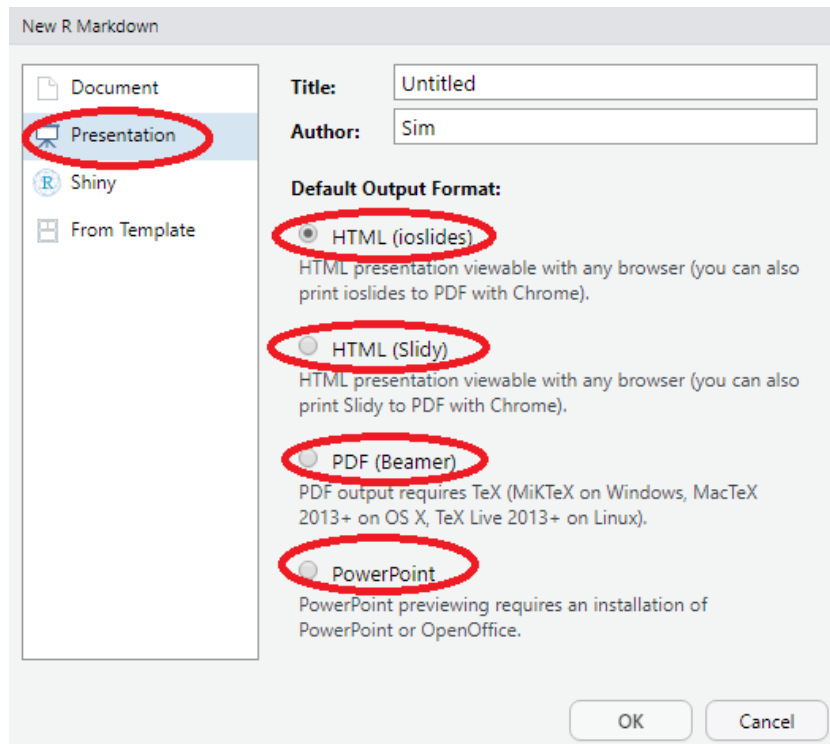 New R Markdown
Document
Presentation
Shiny
From Template
Title: Untitled
Author: Sim
Default Output Format:
HTML (ioslides)
HTML presentation viewable with any browser (you can also
print ioslides to PDF with Chrome).
HTML (Slidy)
HTML presentation viewable with any browser (you can also
print Slidy to PDF with Chrome).
PDF (Beamer)
PDF output requires TeX (MiKTeX on Windows, MacTeX
2013+ on OS X, TeX Live 2013+ on Linux).
PowerPoint
PowerPoint previewing requires an installation of
PowerPoint or OpenOffice.
OK Cancel